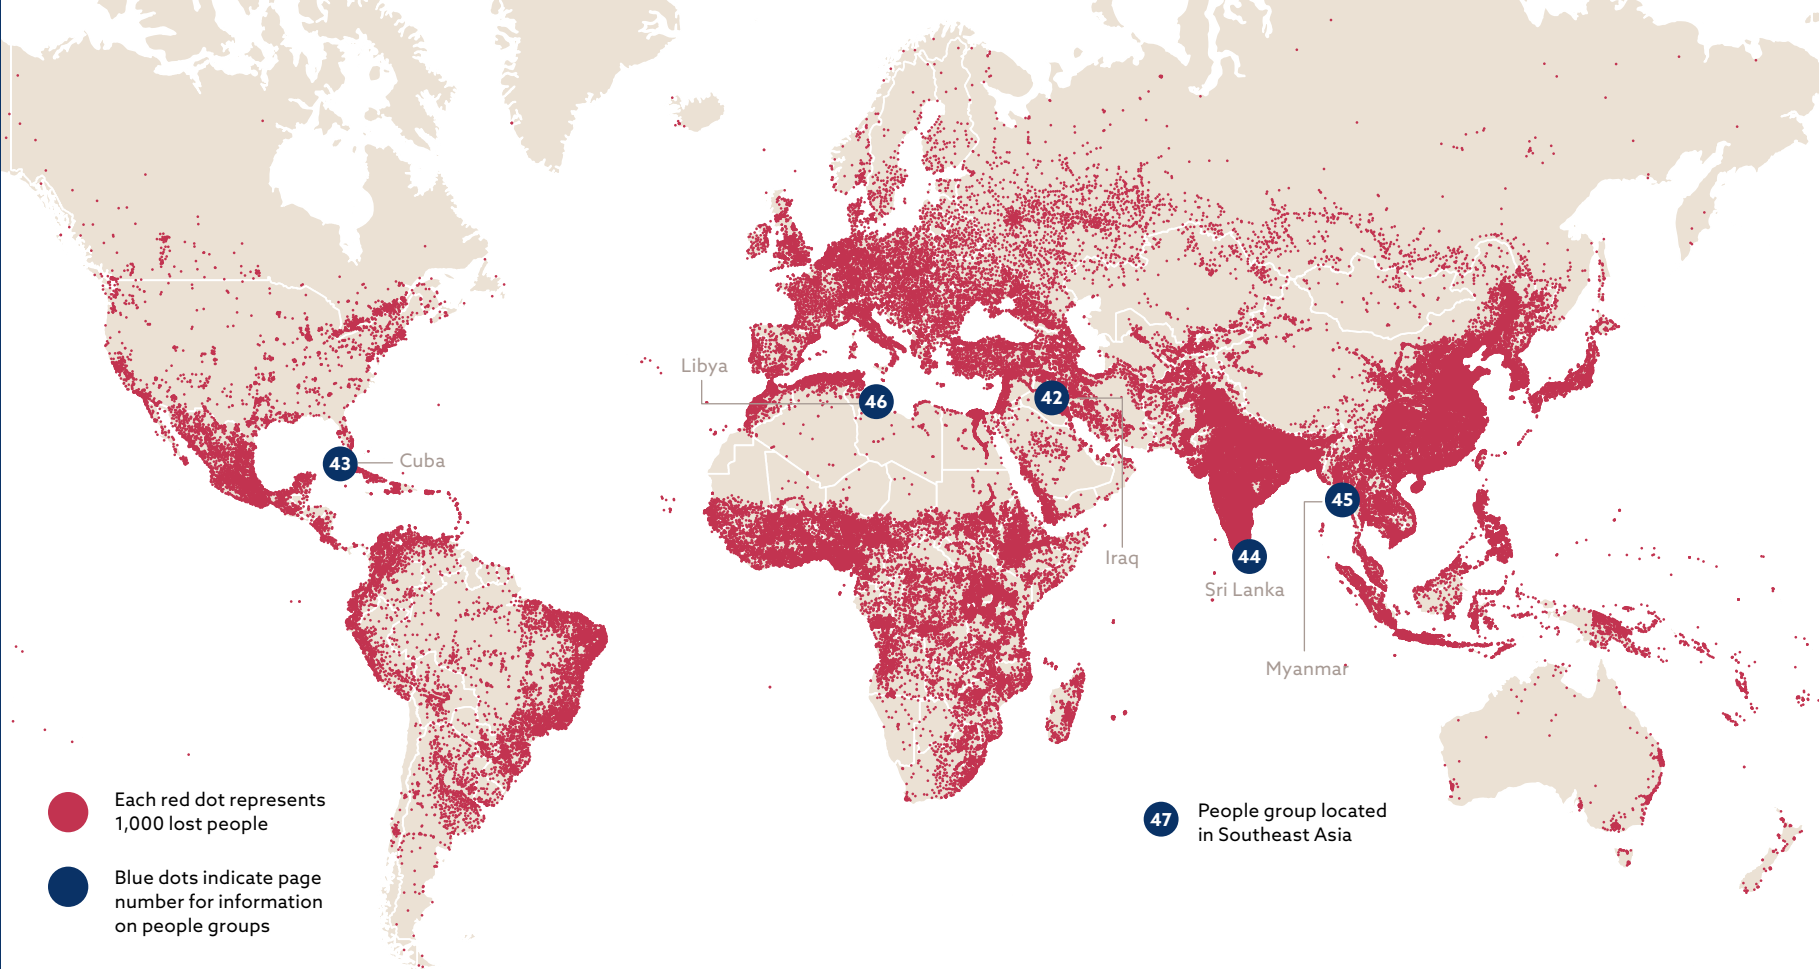 Libya
46
42
43
Cuba
45
44
Iraq
Sri Lanka
Myanmar
Each red dot represents
1,000 lost people
Blue dots indicate page
number for information
on people groups
47
People group located
in Southeast Asia